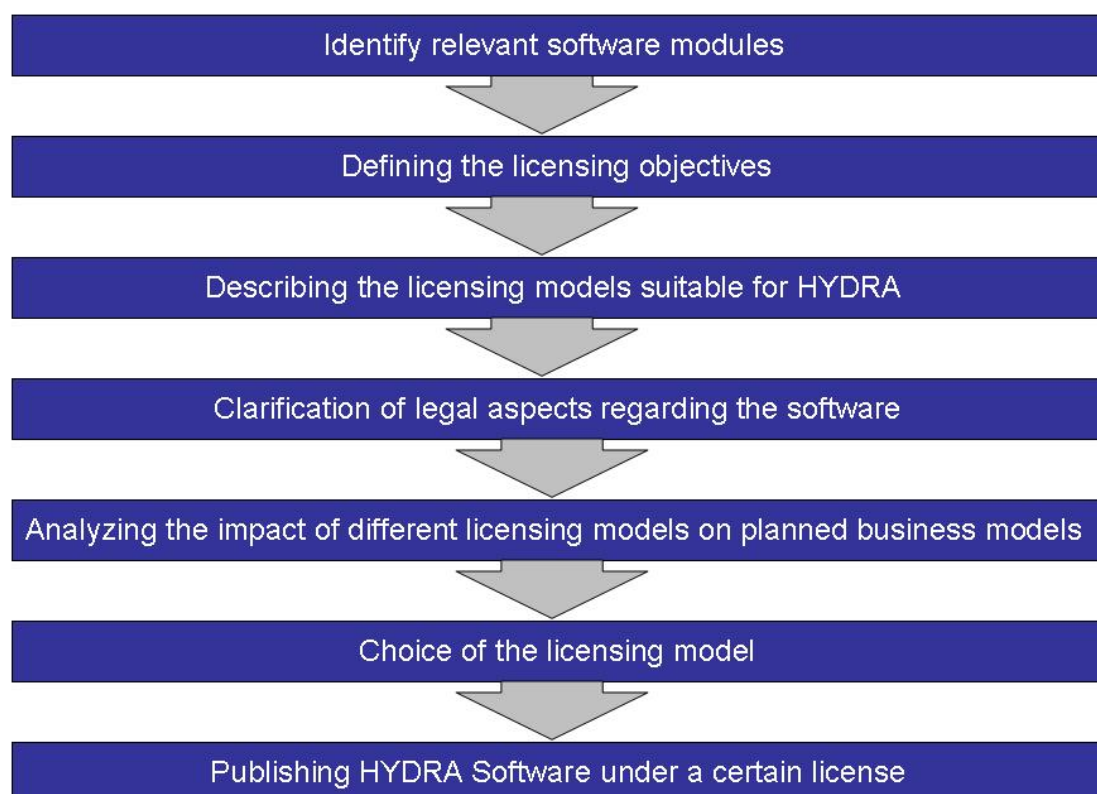 Identify relevant software modules
Defining the licensing objectives
Describing the licensing models suitable for HYDRA
Clarification of legal aspects regarding the software
Analyzing the impact of different licensing models on planned business models
Choice of the licensing model
Publishing HYDRA Software under a certain license